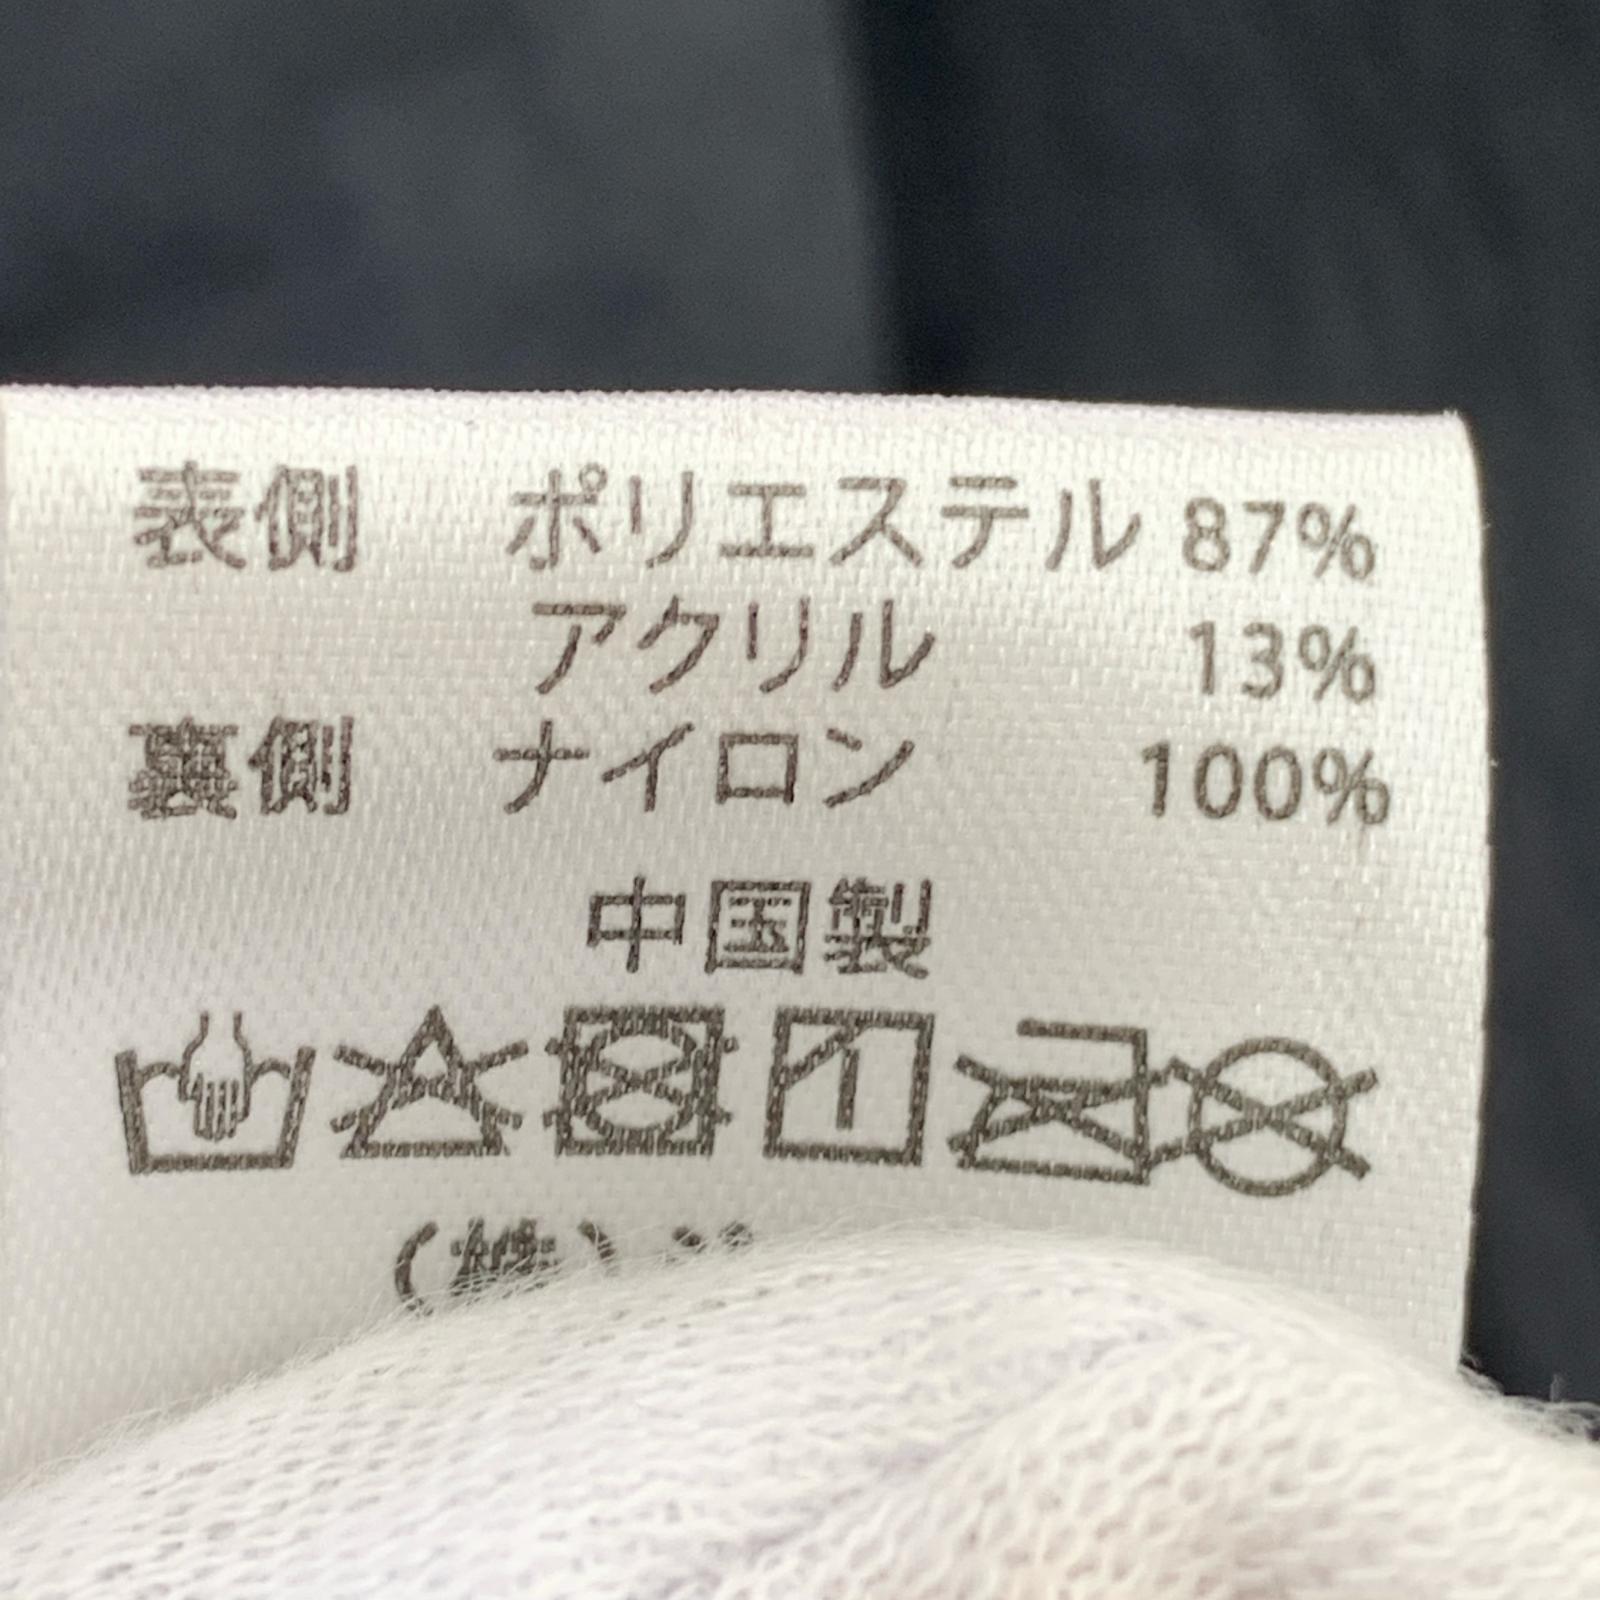 表側 ポリエステル 87%
アクリル 13%
裏側 ナイロン 100%
中国製
(株)